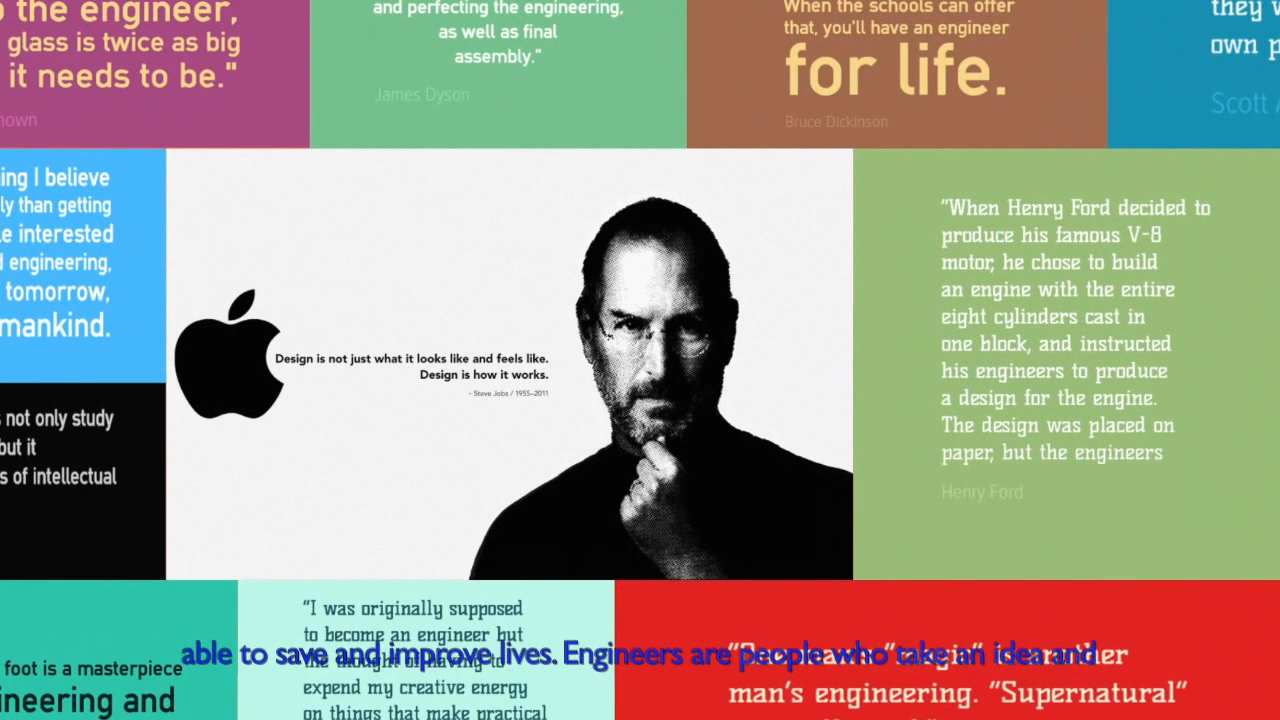 the engineer,
glass is twice as big
it needs to be."
and perfecting the engineering,
as well as final
assembly."
James Dyson
When the schools can offer
that, you'll have an engineer
for life.
Bruce Dickinson
they
own
Scott
ing I believe
ly than getting
interested
engineering,
tomorrow,
mankind.
not only study
but it
s of intellectual
Design is not just what it looks like and feels like.
Design is how it works.
- Steve Jobs / 1955-2011
"When Henry Ford decided to
produce his famous V-8
motor, he chose to build
an engine with the entire
eight cylinders cast in
one block, and instructed
his engineers to produce
a design for the engine.
The design was placed on
paper, but the engineers
Henry Ford
foot is a masterpiece
ineering and
"I was originally supposed
to become an engineer but
the thought of having to
expend my creative energy
on things that make practical
man's engineering. "Supernatural"
able to save and improve lives. Engineers are people who take an idea and